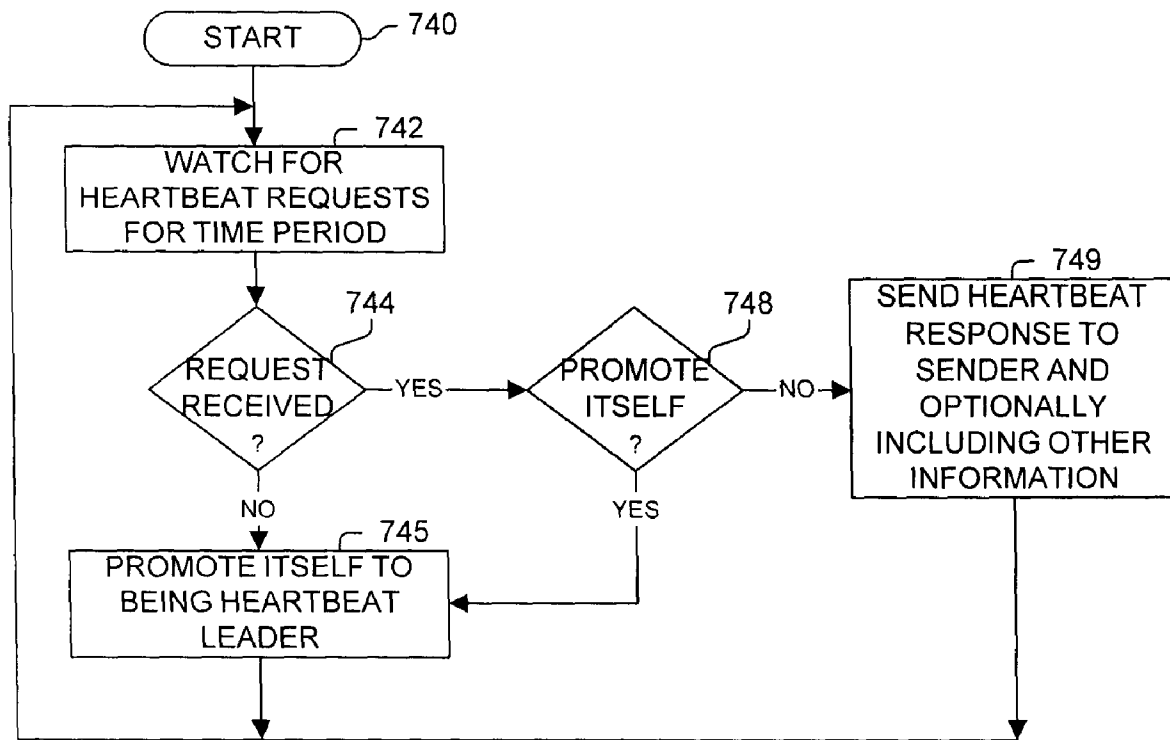 START
740
742
WATCH FOR
HEARTBEAT REQUESTS
FOR TIME PERIOD
744
REQUEST
RECEIVED
?
YES
748
PROMOTE
ITSELF
?
NO
749
SEND HEARTBEAT
RESPONSE TO
SENDER AND
OPTIONALLY
INCLUDING OTHER
INFORMATION
NO
YES
745
PROMOTE ITSELF TO
BEING HEARTBEAT
LEADER